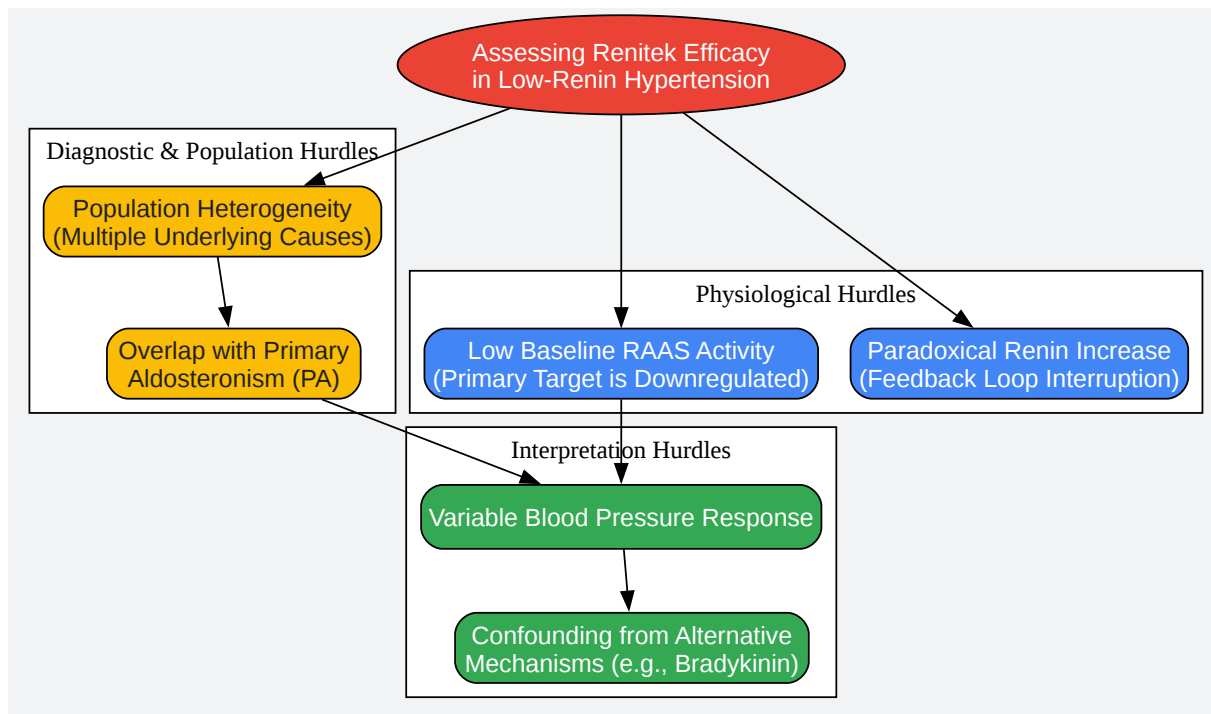 Assessing Renitek Efficacy
in Low-Renin Hypertension
Diagnostic & Population Hurdles
Population Heterogeneity
(Multiple Underlying Causes)
Overlap with Primary
Aldosteronism (PA)
Physiological Hurdles
Low Baseline RAAS Activity
(Primary Target is Downregulated)
Paradoxical Renin Increase
(Feedback Loop Interruption)
Interpretation Hurdles
Variable Blood Pressure Response
Confounding from Alternative
Mechanisms (e.g., Bradykinin)